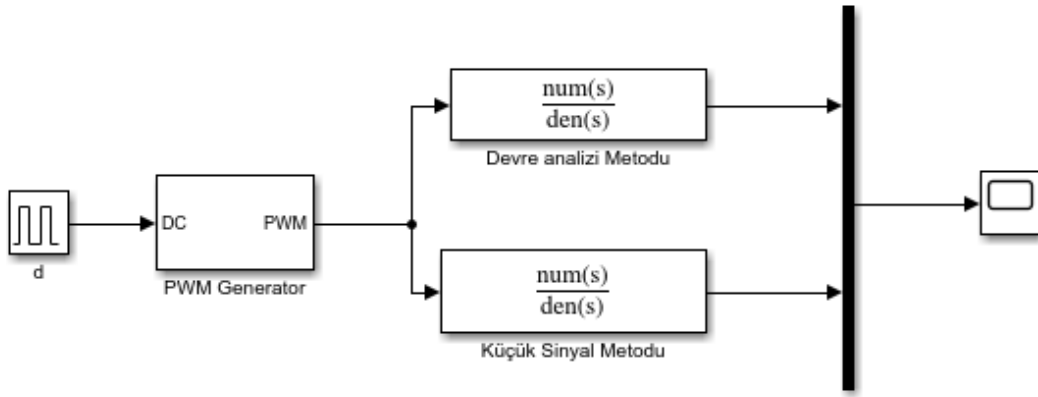 num(s)
den(s)
Devre analizi Metodu
DC
PWM
d
PWM Generator
num(s)
den(s)
Küçük Sinyal Metodu